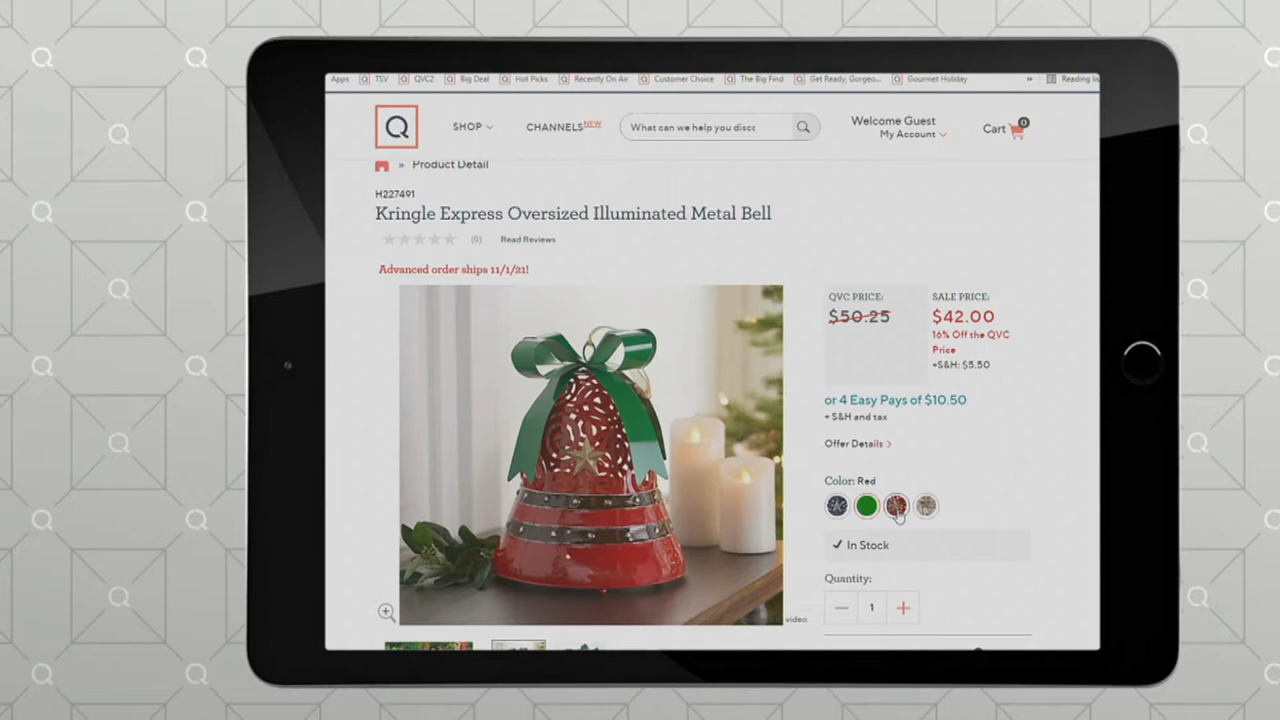 Apps TSV QVC2 Big Deal Hot Picks Recently On Air Customer Choice The Big Find Get Ready, Gorgeo... Gourmet Holiday » Reading lis
Q SHOP CHANNELS NEW What can we help you disco Welcome Guest
My Account
Cart 0
» Product Detail
H227491
Kringle Express Oversized Illuminated Metal Bell
(0) Read Reviews
Advanced order ships 11/1/21!
QVC PRICE: SALE PRICE:
$50.25 $42.00
16% Off the QVC
Price
+S&H: $5.50
or 4 Easy Pays of $10.50
+ S&H and tax
Offer Details
Color: Red
In Stock
Quantity:
1
video